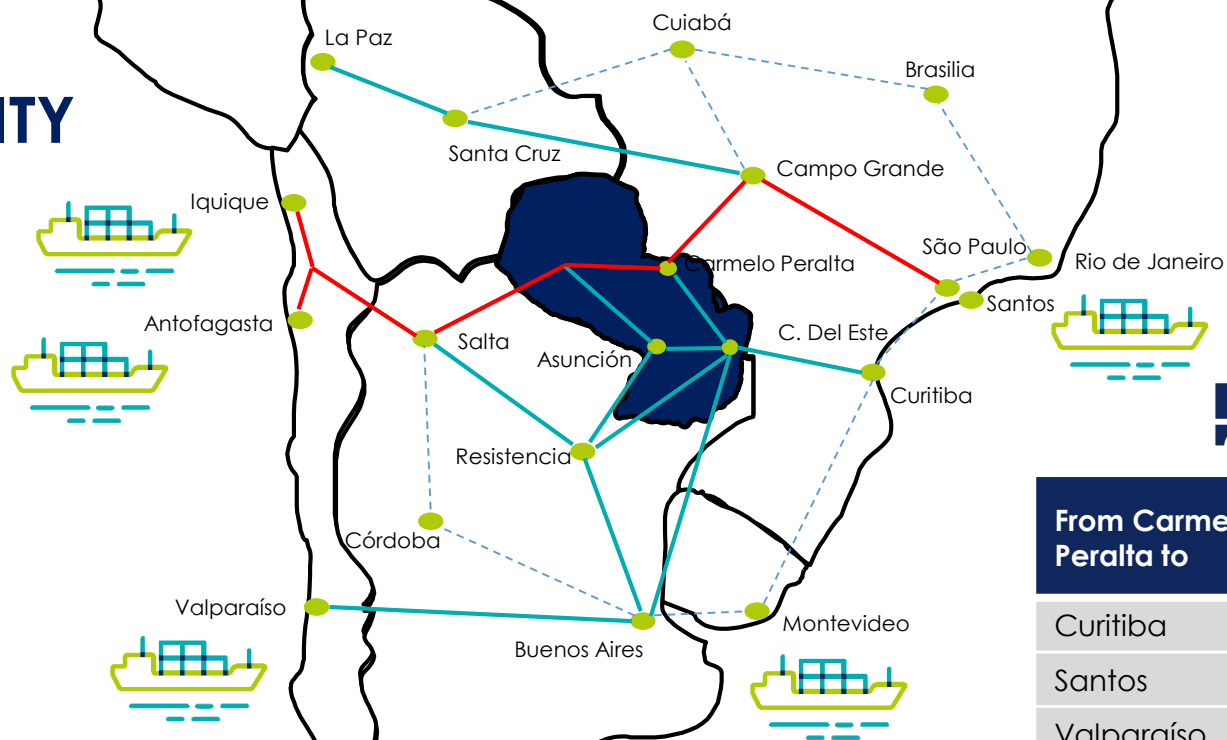 Cuiabá
La Paz
Brasilia
ITY
Santa Cruz
Campo Grande
Iquique
São Paulo
Carmelo Peralta
Rio de Janeiro
Santos
Antofagasta
Salta
C. Del Este
Asunción
Curitiba
Resistencia
Córdoba
From Carme
Peralta to
Valparaíso
Montevideo
Curitiba
Buenos Aires
Santos
Valparaíso